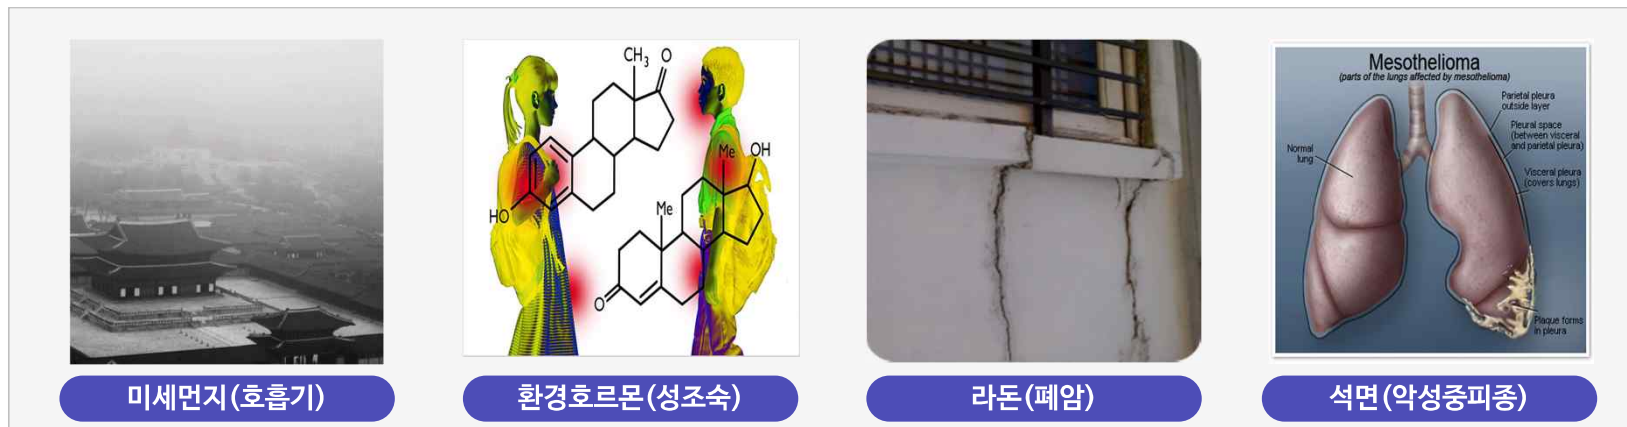 CH₃
O
HO
Me
OH
Me
O
Mesothelioma
(parts of the lungs affected by mesothelioma)
Parietal pleura
outside layer
Pleural space
(between visceral
and parietal pleura)
Normal
lung
Visceral pleura
(covers lungs)
Plaque forms
in pleura
미세먼지(호흡기)
환경호르몬(성조숙)
라돈(폐암)
석면(악성중피종)